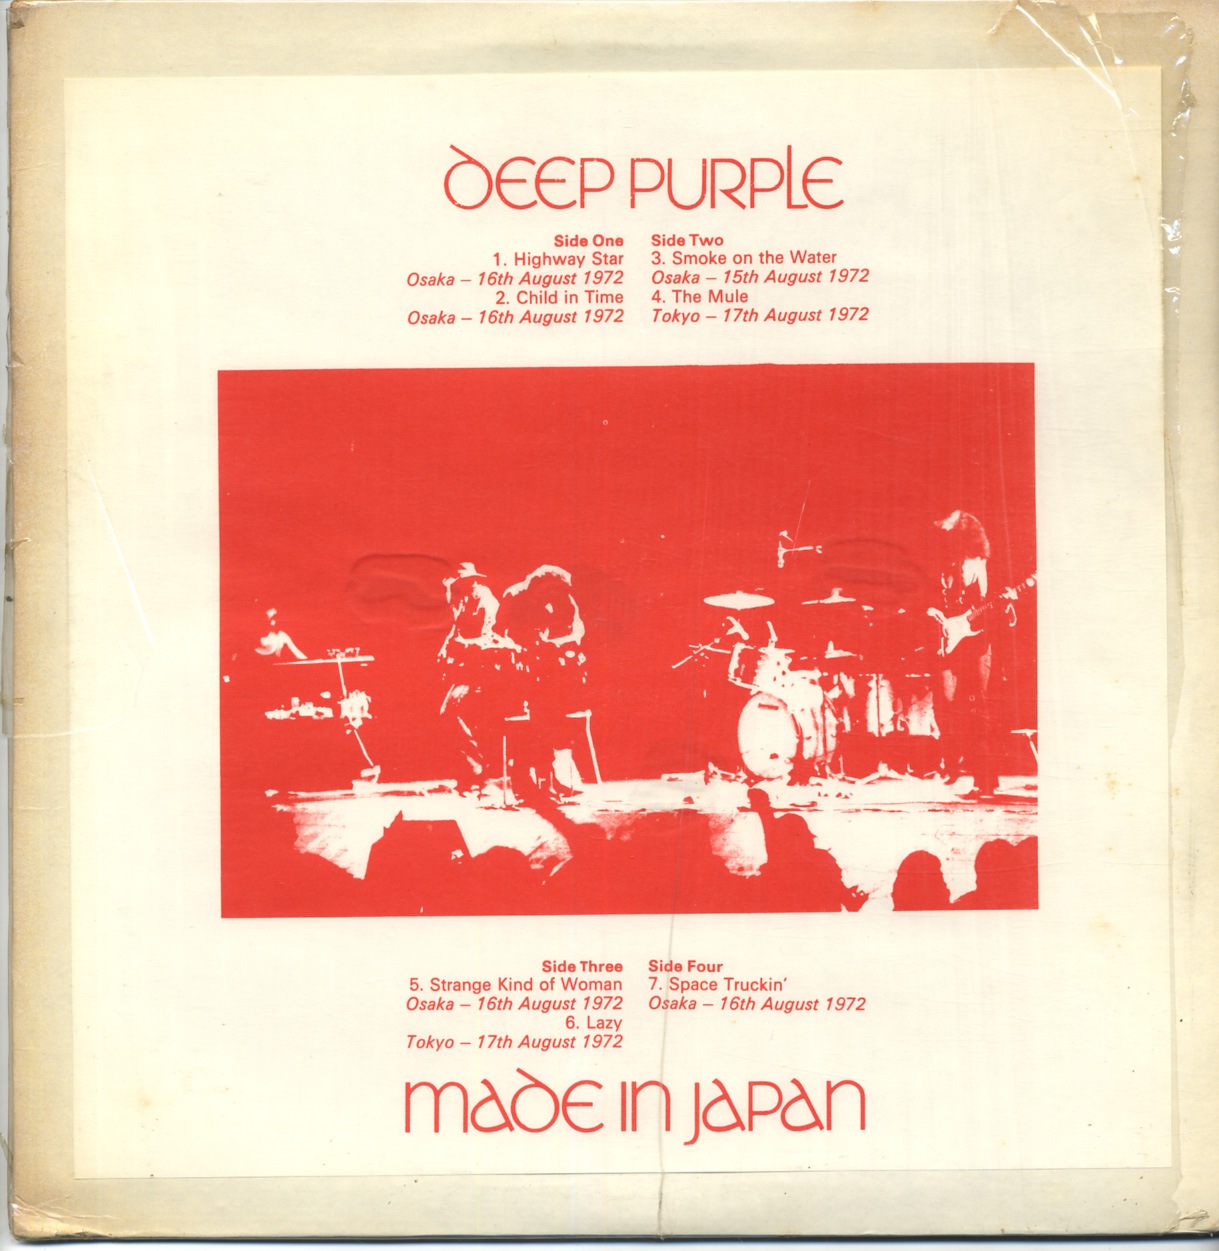 DEEP PURPLE
Side One
1. Highway Star
Osaka – 16th August 1972
2. Child in Time
Osaka – 16th August 1972
Side Two
3. Smoke on the Water
Osaka – 15th August 1972
4. The Mule
Tokyo – 17th August 1972
Side Three
5. Strange Kind of Woman
Osaka – 16th August 1972
6. Lazy
Tokyo – 17th August 1972
Side Four
7. Space Truckin'
Osaka – 16th August 1972
MADE IN JAPAN